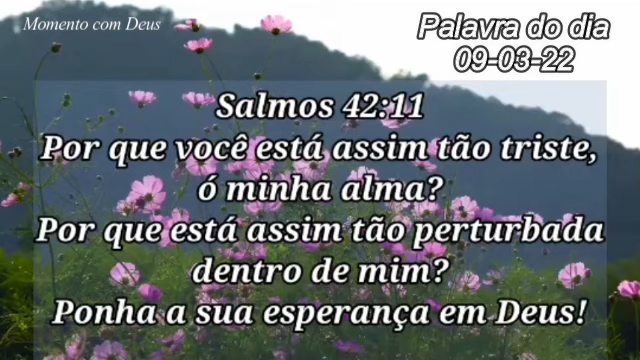 Momento com Deus
Palavra do dia
09-03-22
Salmos 42:11
Por que você está assim tão triste,
ó minha alma?
Por que está assim tão perturbada
dentro de mim?
Ponha a sua esperança em Deus!